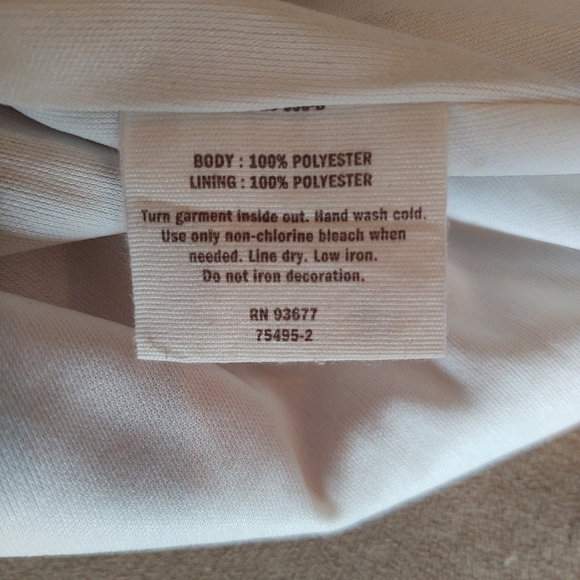 BODY : 100% POLYESTER
LINING : 100% POLYESTER
Turn garment inside out. Hand wash cold.
Use only non-chlorine bleach when
needed. Line dry. Low iron.
Do not iron decoration.
RN 93677
75495-2